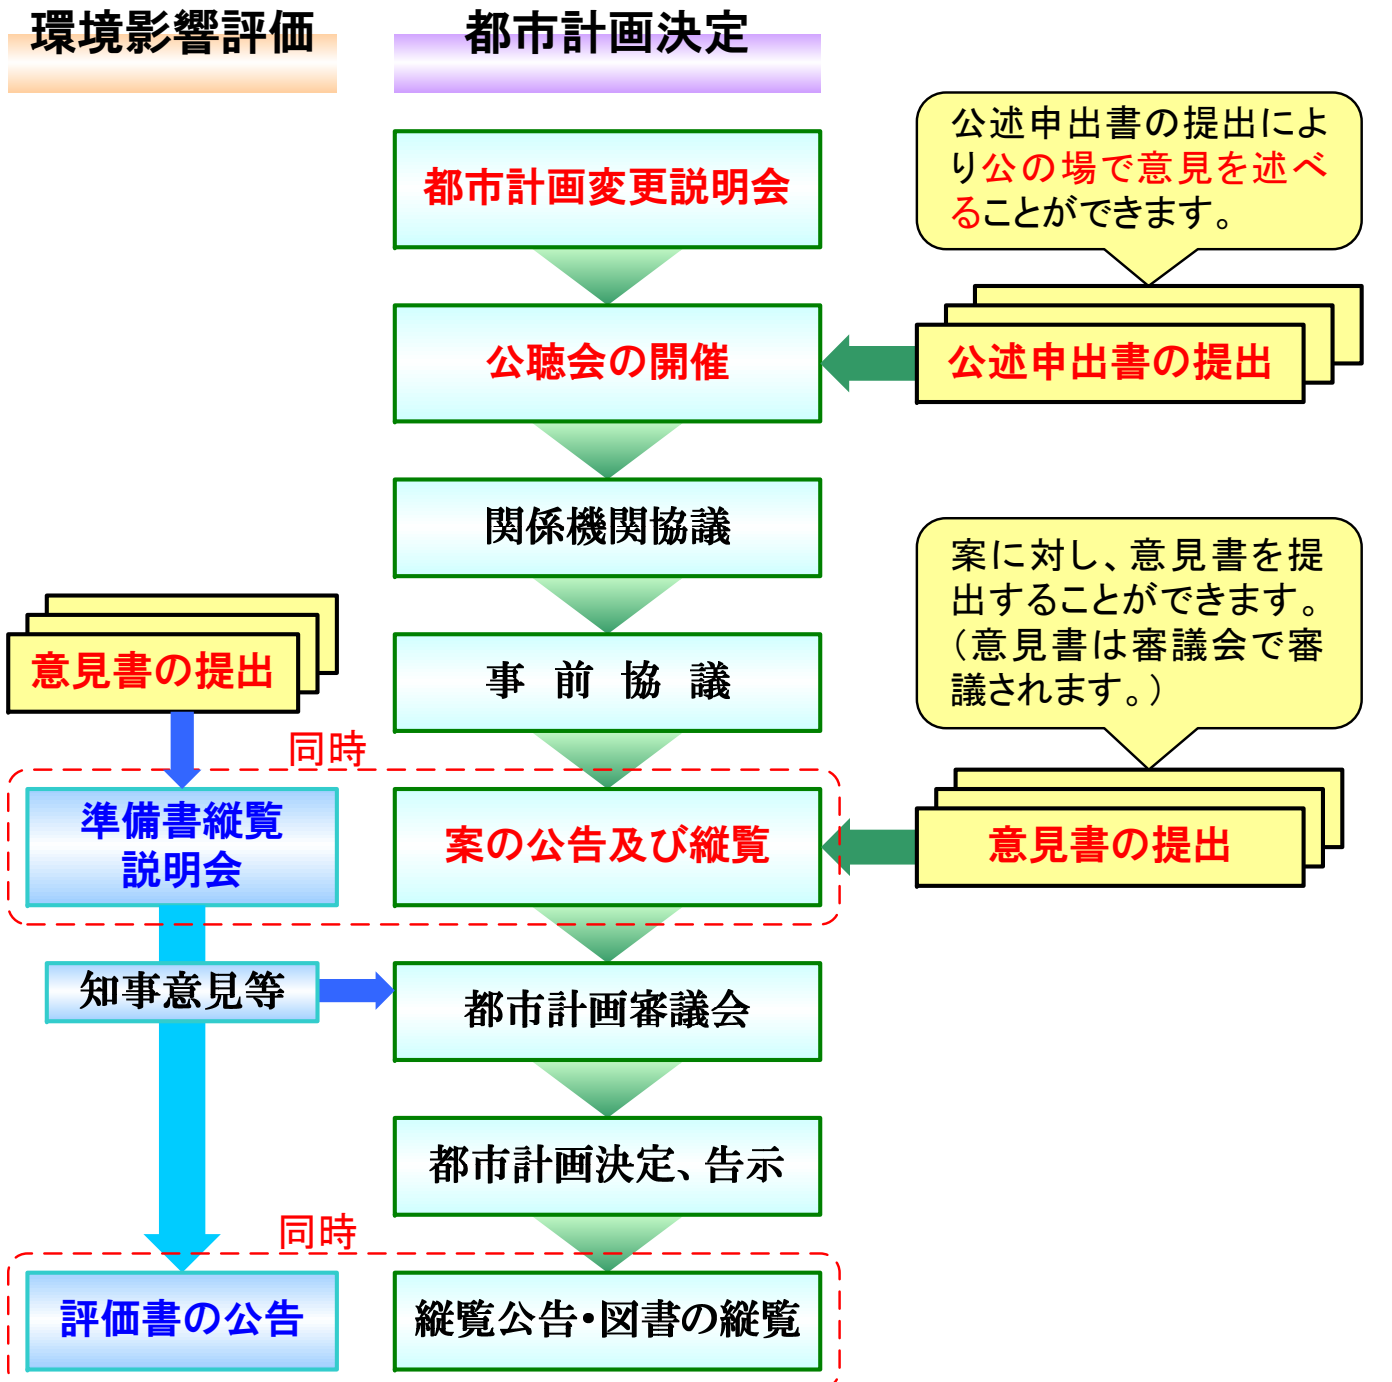 環境影響評価
都市計画決定
都市計画変更説明会
公述申出書の提出によ
り公の場で意見を述べ
ることができます。
公聴会の開催
公述申出書の提出
関係機関協議
案に対し、意見書を提
出することができます。
（意見書は審議会で審
議されます。）
意見書の提出
事前協議
同時
準備書縦覧
説明会
案の公告及び縦覧
意見書の提出
知事意見等
都市計画審議会
都市計画決定、告示
同時
評価書の公告
縦覧公告・図書の縦覧